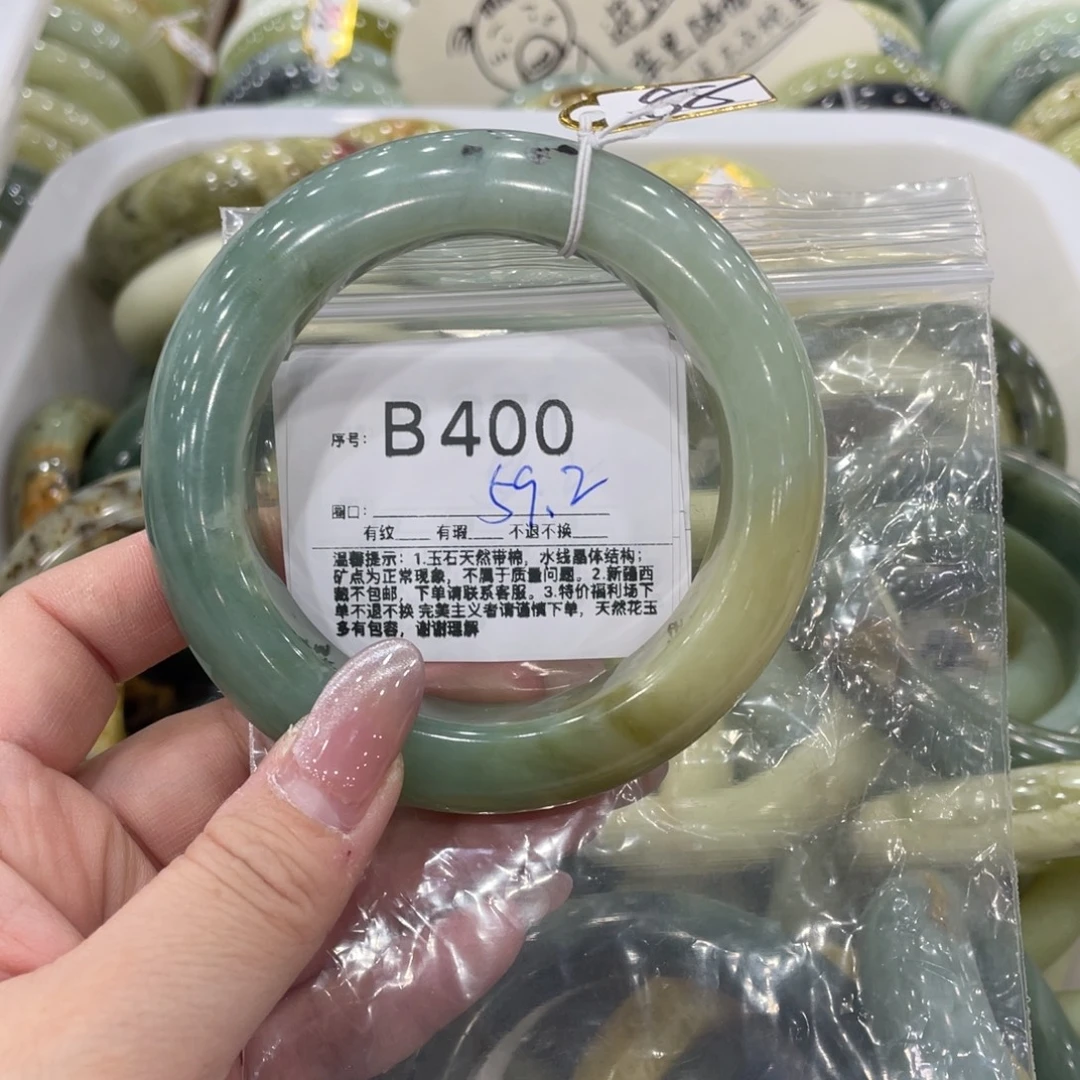 58
序号: B400
圈口: 59.2
有纹____ 有瑕____ 不退不换____
温馨提示: 1.玉石天然带棉, 水线晶体结构;
矿点为正常现象, 不属于质量问题。2.新疆西
藏不包邮, 下单请联系客服。3.特价福利场下
单不退不换 完美主义者请谨慎下单, 天然花玉
多有包容, 谢谢理解